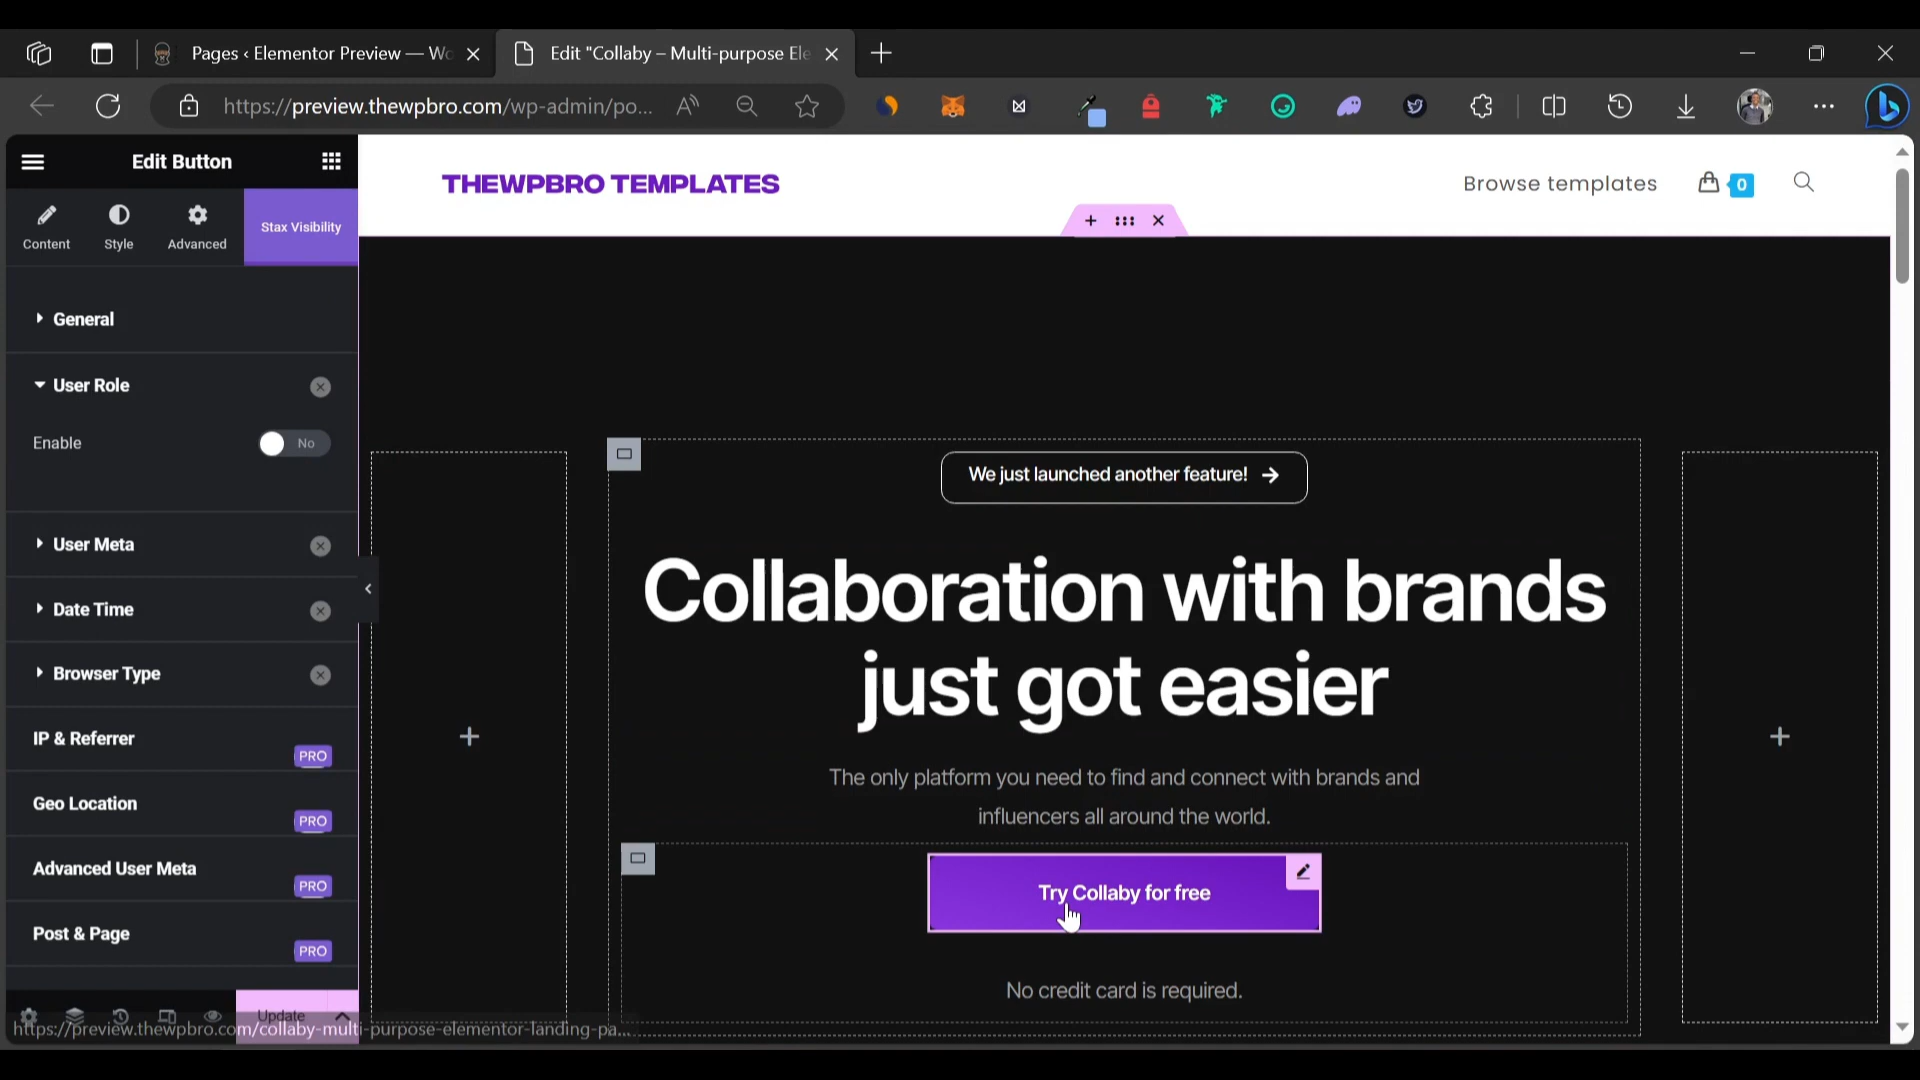 Pages ‹ Elementor Preview — Wo
Edit "Collaby – Multi-purpose Ele
https://preview.thewpbro.com/wp-admin/po...
Edit Button
Content
Style
Advanced
Stax Visibility
General
User Role
Enable
No
User Meta
Date Time
Browser Type
IP & Referrer
PRO
Geo Location
PRO
Advanced User Meta
PRO
Post & Page
PRO
Update
https://preview.thewpbro.com/collaby-multi-purpose-elementor-landing-pa...
THEWPBRO TEMPLATES
Browse templates
0
We just launched another feature! →
Collaboration with brands
just got easier
The only platform you need to find and connect with brands and
influencers all around the world.
Try Collaby for free
No credit card is required.